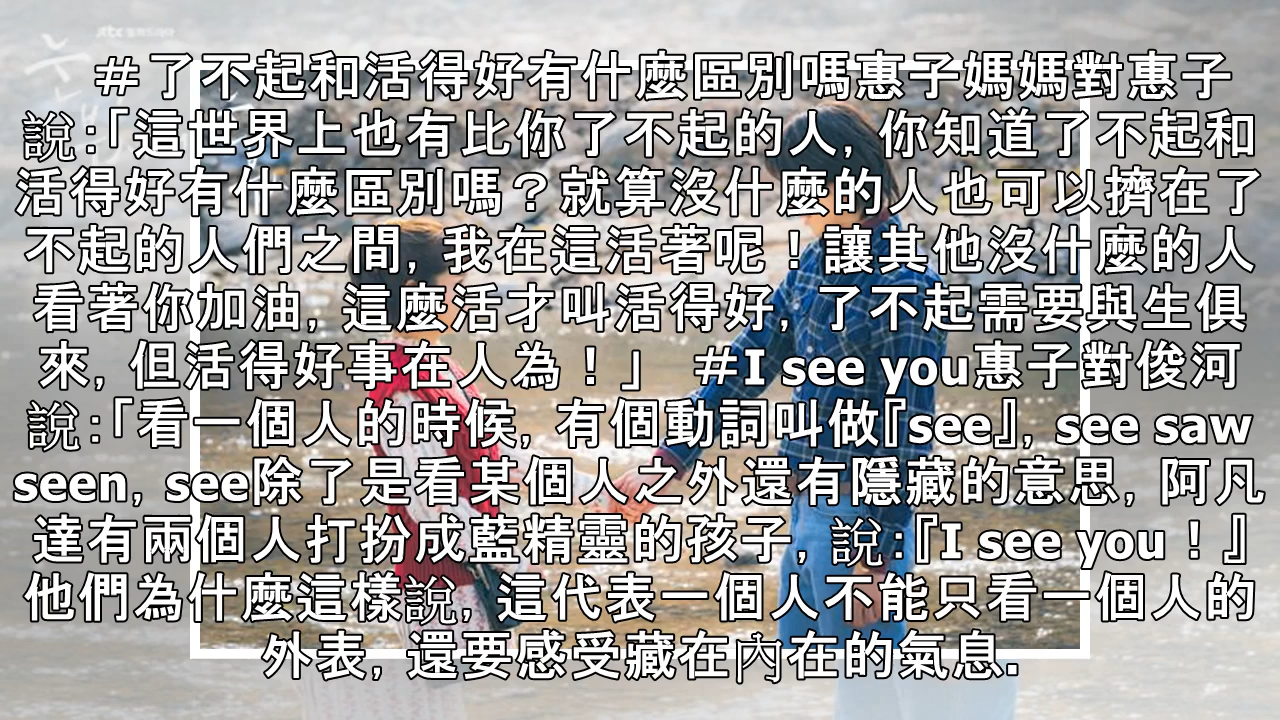 jtbc
#了不起和活得好有什麼區別嗎惠子媽媽對惠子
說:「這世界上也有比你了不起的人, 你知道了不起和
活得好有什麼區別嗎？就算沒什麼的人也可以擠在了
不起的人們之間, 我在這活著呢！讓其他沒什麼的人
看著你加油, 這麼活才叫活得好, 了不起需要與生俱
來, 但活得好事在人為！」 #I see you惠子對俊河
說:「看一個人的時候, 有個動詞叫做『see』, see saw
seen, see除了是看某個人之外還有隱藏的意思, 阿凡
達有兩個人打扮成藍精靈的孩子, 說:『I see you！』
他們為什麼這樣說, 這代表一個人不能只看一個人的
外表, 還要感受藏在內在的氣息.